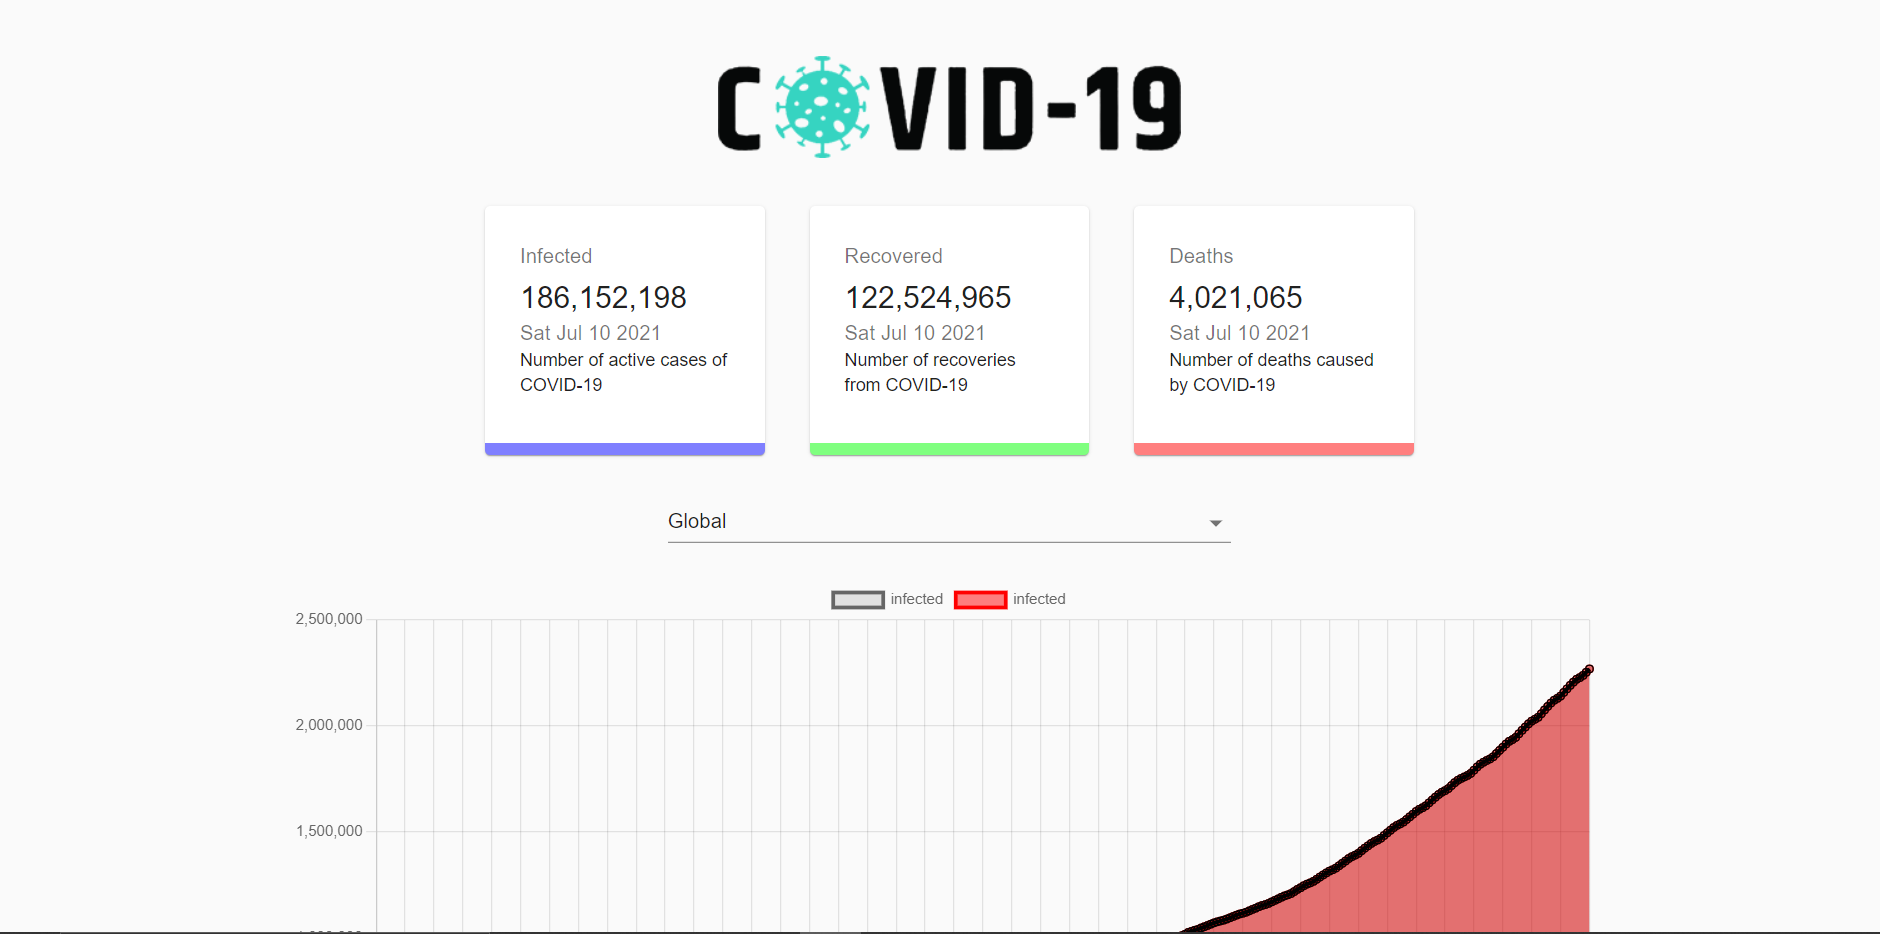 COVID-19
Infected
186,152,198
Sat Jul 10 2021
Number of active cases of
COVID-19
Recovered
122,524,965
Sat Jul 10 2021
Number of recoveries
from COVID-19
Deaths
4,021,065
Sat Jul 10 2021
Number of deaths caused
by COVID-19
Global
infected
infected
2,500,000
2,000,000
1,500,000